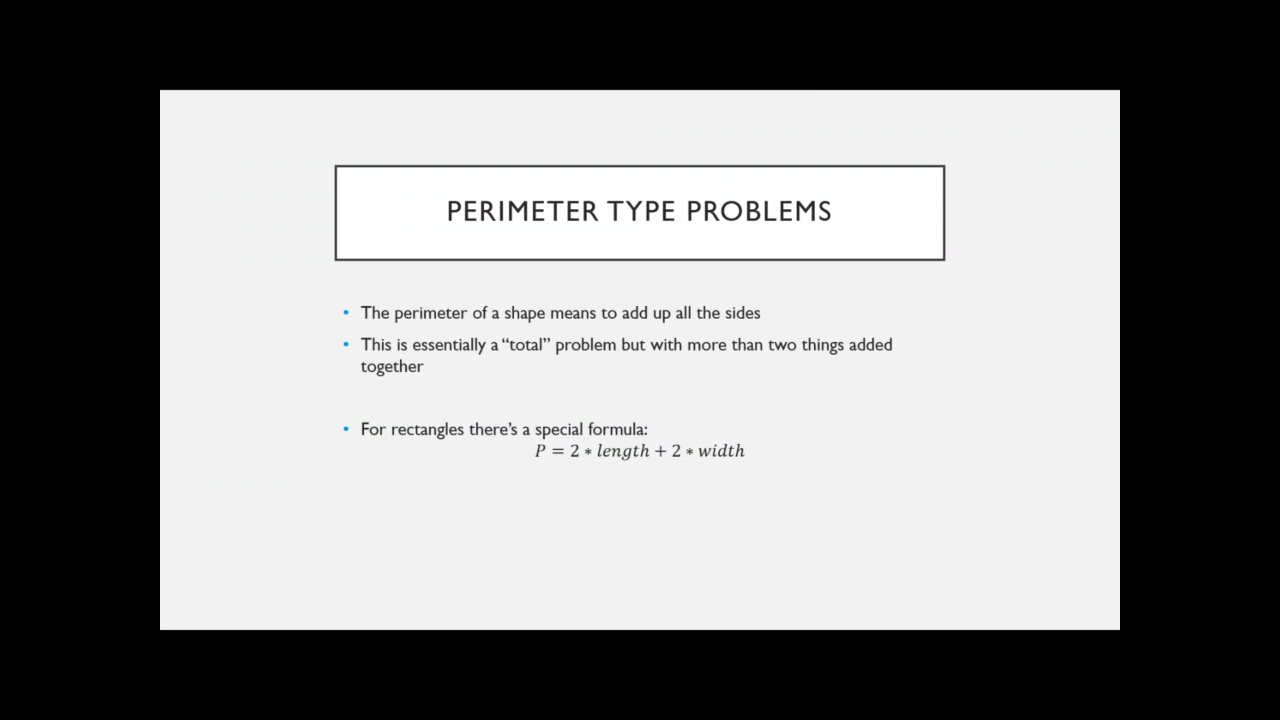 PERIMETER TYPE PROBLEMS
• The perimeter of a shape means to add up all the sides
• This is essentially a “total” problem but with more than two things added
together
• For rectangles there’s a special formula:
P = 2 ∗ length + 2 ∗ width